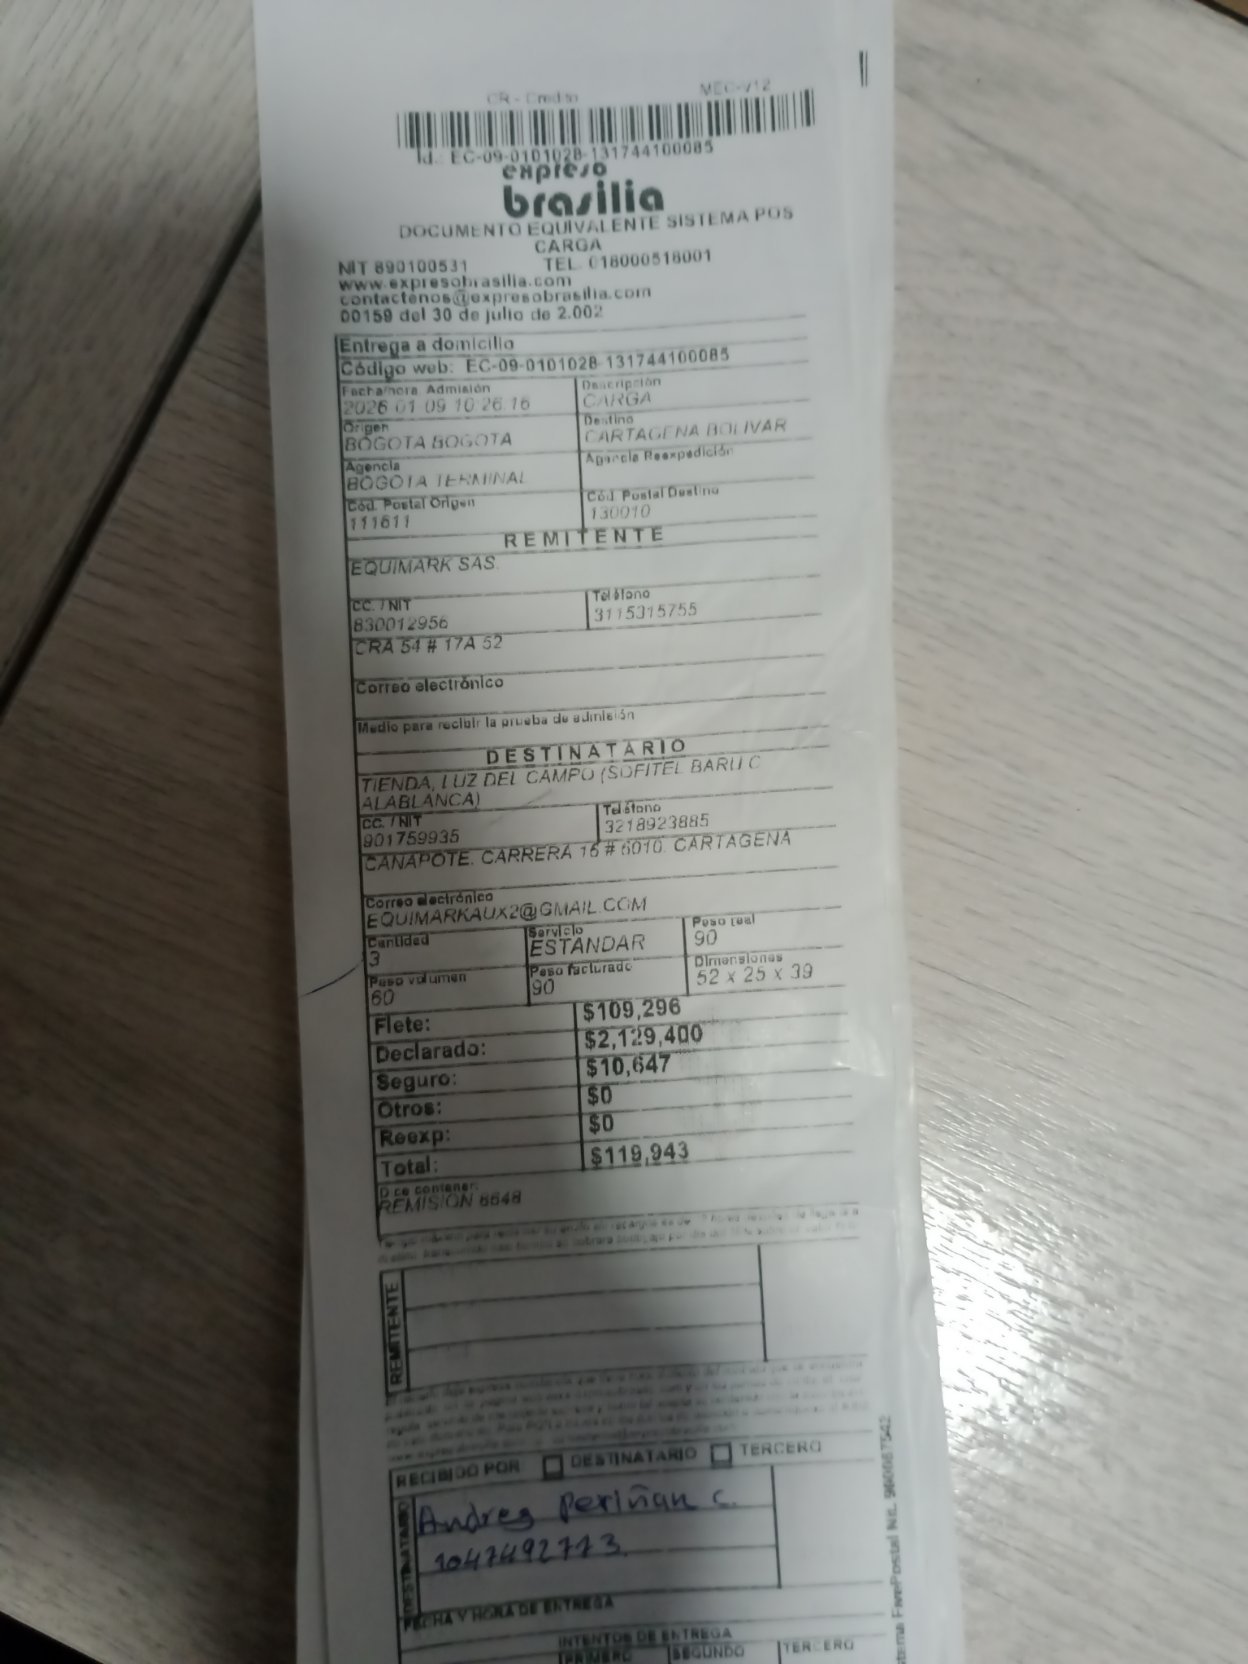 CR - Credito MEC-V12
Id.: EC-09-0101028-131744100085
expreso
brasilia
DOCUMENTO EQUIVALENTE SISTEMA POS
CARGA
NIT 890100531 TEL. 018000518001
www.expresobrasilia.com
contactenos@expresobrasilia.com
00159 del 30 de julio de 2.002
Entrega a domicilio
Código web: EC-09-0101028-131744100085
Fecha/hora Admisión Descripción
2026 01 09 10:26:16 CARGA
Origen Destino
BOGOTA BOGOTA CARTAGENA BOLIVAR
Agencia Agencia Reexpedición
BOGOTA TERMINAL
Cód. Postal Origen Cód. Postal Destino
111611 130010
REMITENTE
EQUIMARK SAS.
CC. / NIT Teléfono
830012956 3115315755
CRA 54 # 17A 52
Correo electrónico
Medio para recibir la prueba de admisión
DESTINATARIO
TIENDA, LUZ DEL CAMPO (SOFITEL BARU C
ALABLANCA)
CC. / NIT Teléfono
901759935 3218923885
CANAPOTE. CARRERA 16 # 6010. CARTAGENA
Correo electrónico
EQUIMARKAUX2@GMAIL.COM
Cantidad Servicio Peso real
3 ESTANDAR 90
Peso volumen Peso facturado Dimensiones
60 90 52 x 25 x 39
Flete: $109,296
Declarado: $2,129,400
Seguro: $10,647
Otros: $0
Reexp: $0
Total: $119,943
Dice contener:
REMISION 6648
REMITENTE
RECIBIDO POR DESTINATARIO TERCERO
DESTINATARIO
Andres Periñan c.
1047492773
FECHA Y HORA DE ENTREGA
INTENTOS DE ENTREGA
PRIMERO SEGUNDO TERCERO